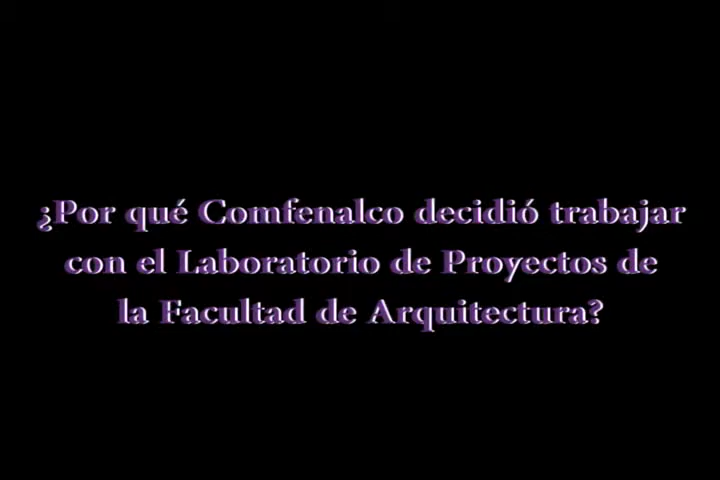 ¿Por qué Comfenalco decidió trabajar
con el Laboratorio de Proyectos de
la Facultad de Arquitectura?